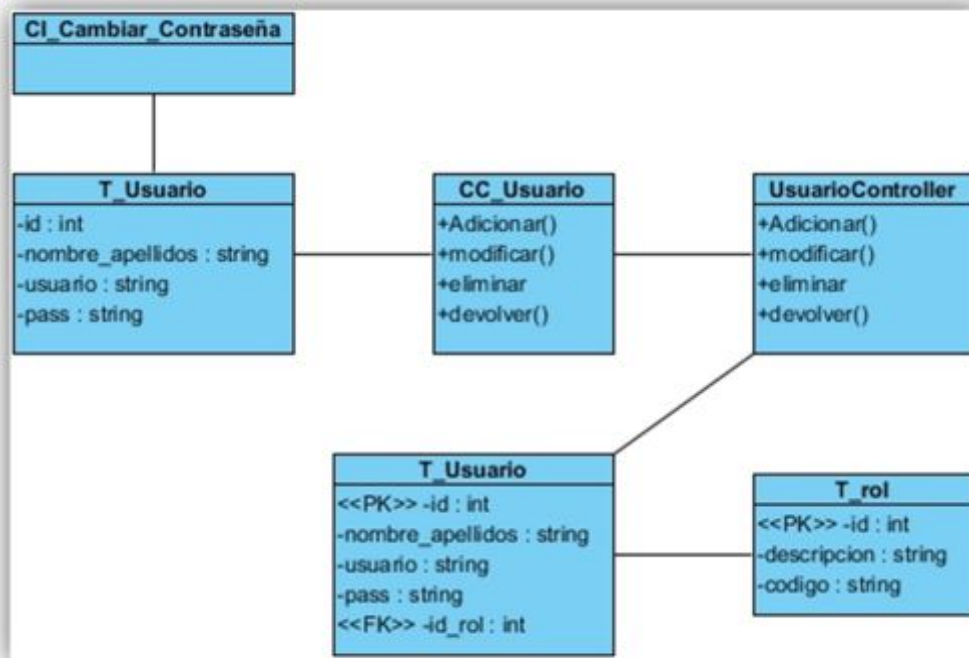 CI_Cambiar_Contraseña
T_Usuario
-id : int
-nombre_apellidos : string
-usuario : string
-pass : string
CC_Usuario
+Adicionar()
+modificar()
+eliminar
+devolver()
UsuarioController
+Adicionar()
+modificar()
+eliminar
+devolver()
T_Usuario
<<PK>> -id : int
-nombre_apellidos : string
-usuario : string
-pass : string
<<FK>> -id_rol : int
T_rol
<<PK>> -id : int
-descripcion : string
-codigo : string